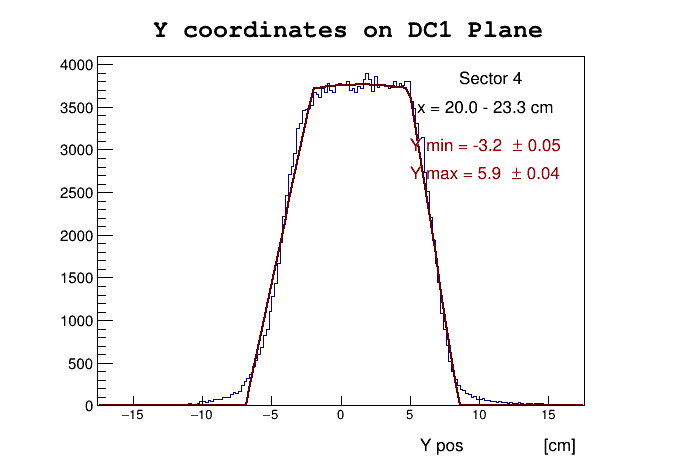 Y coordinates on DC1 Plane
4000
3500
3000
2500
2000
1500
1000
500
0
Sector 4
x = 20.0 - 23.3 cm
Y min = -3.2 ± 0.05
Y max = 5.9 ± 0.04
−15 −10 −5 0 5 10 15
Y pos [cm]